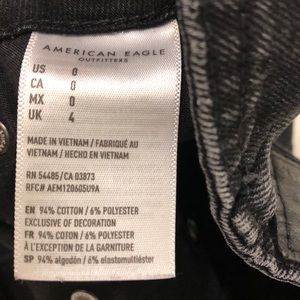 AMERICAN EAGLE
OUTFITTERS
US 0
CA 0
MX 0
UK 4
MADE IN VIETNAM / FABRIQUÉ AU
VIETNAM / HECHO EN VIETNAM
RN 54485/CA 03873
RFC# AEM120605U9A
EN 94% COTTON / 6% POLYESTER
EXCLUSIVE OF DECORATION
FR 94% COTTON / 6% POLYESTER
À L'EXCEPTION DE LA GARNITURE
SP 94% algodón / 6% elastomultiéster